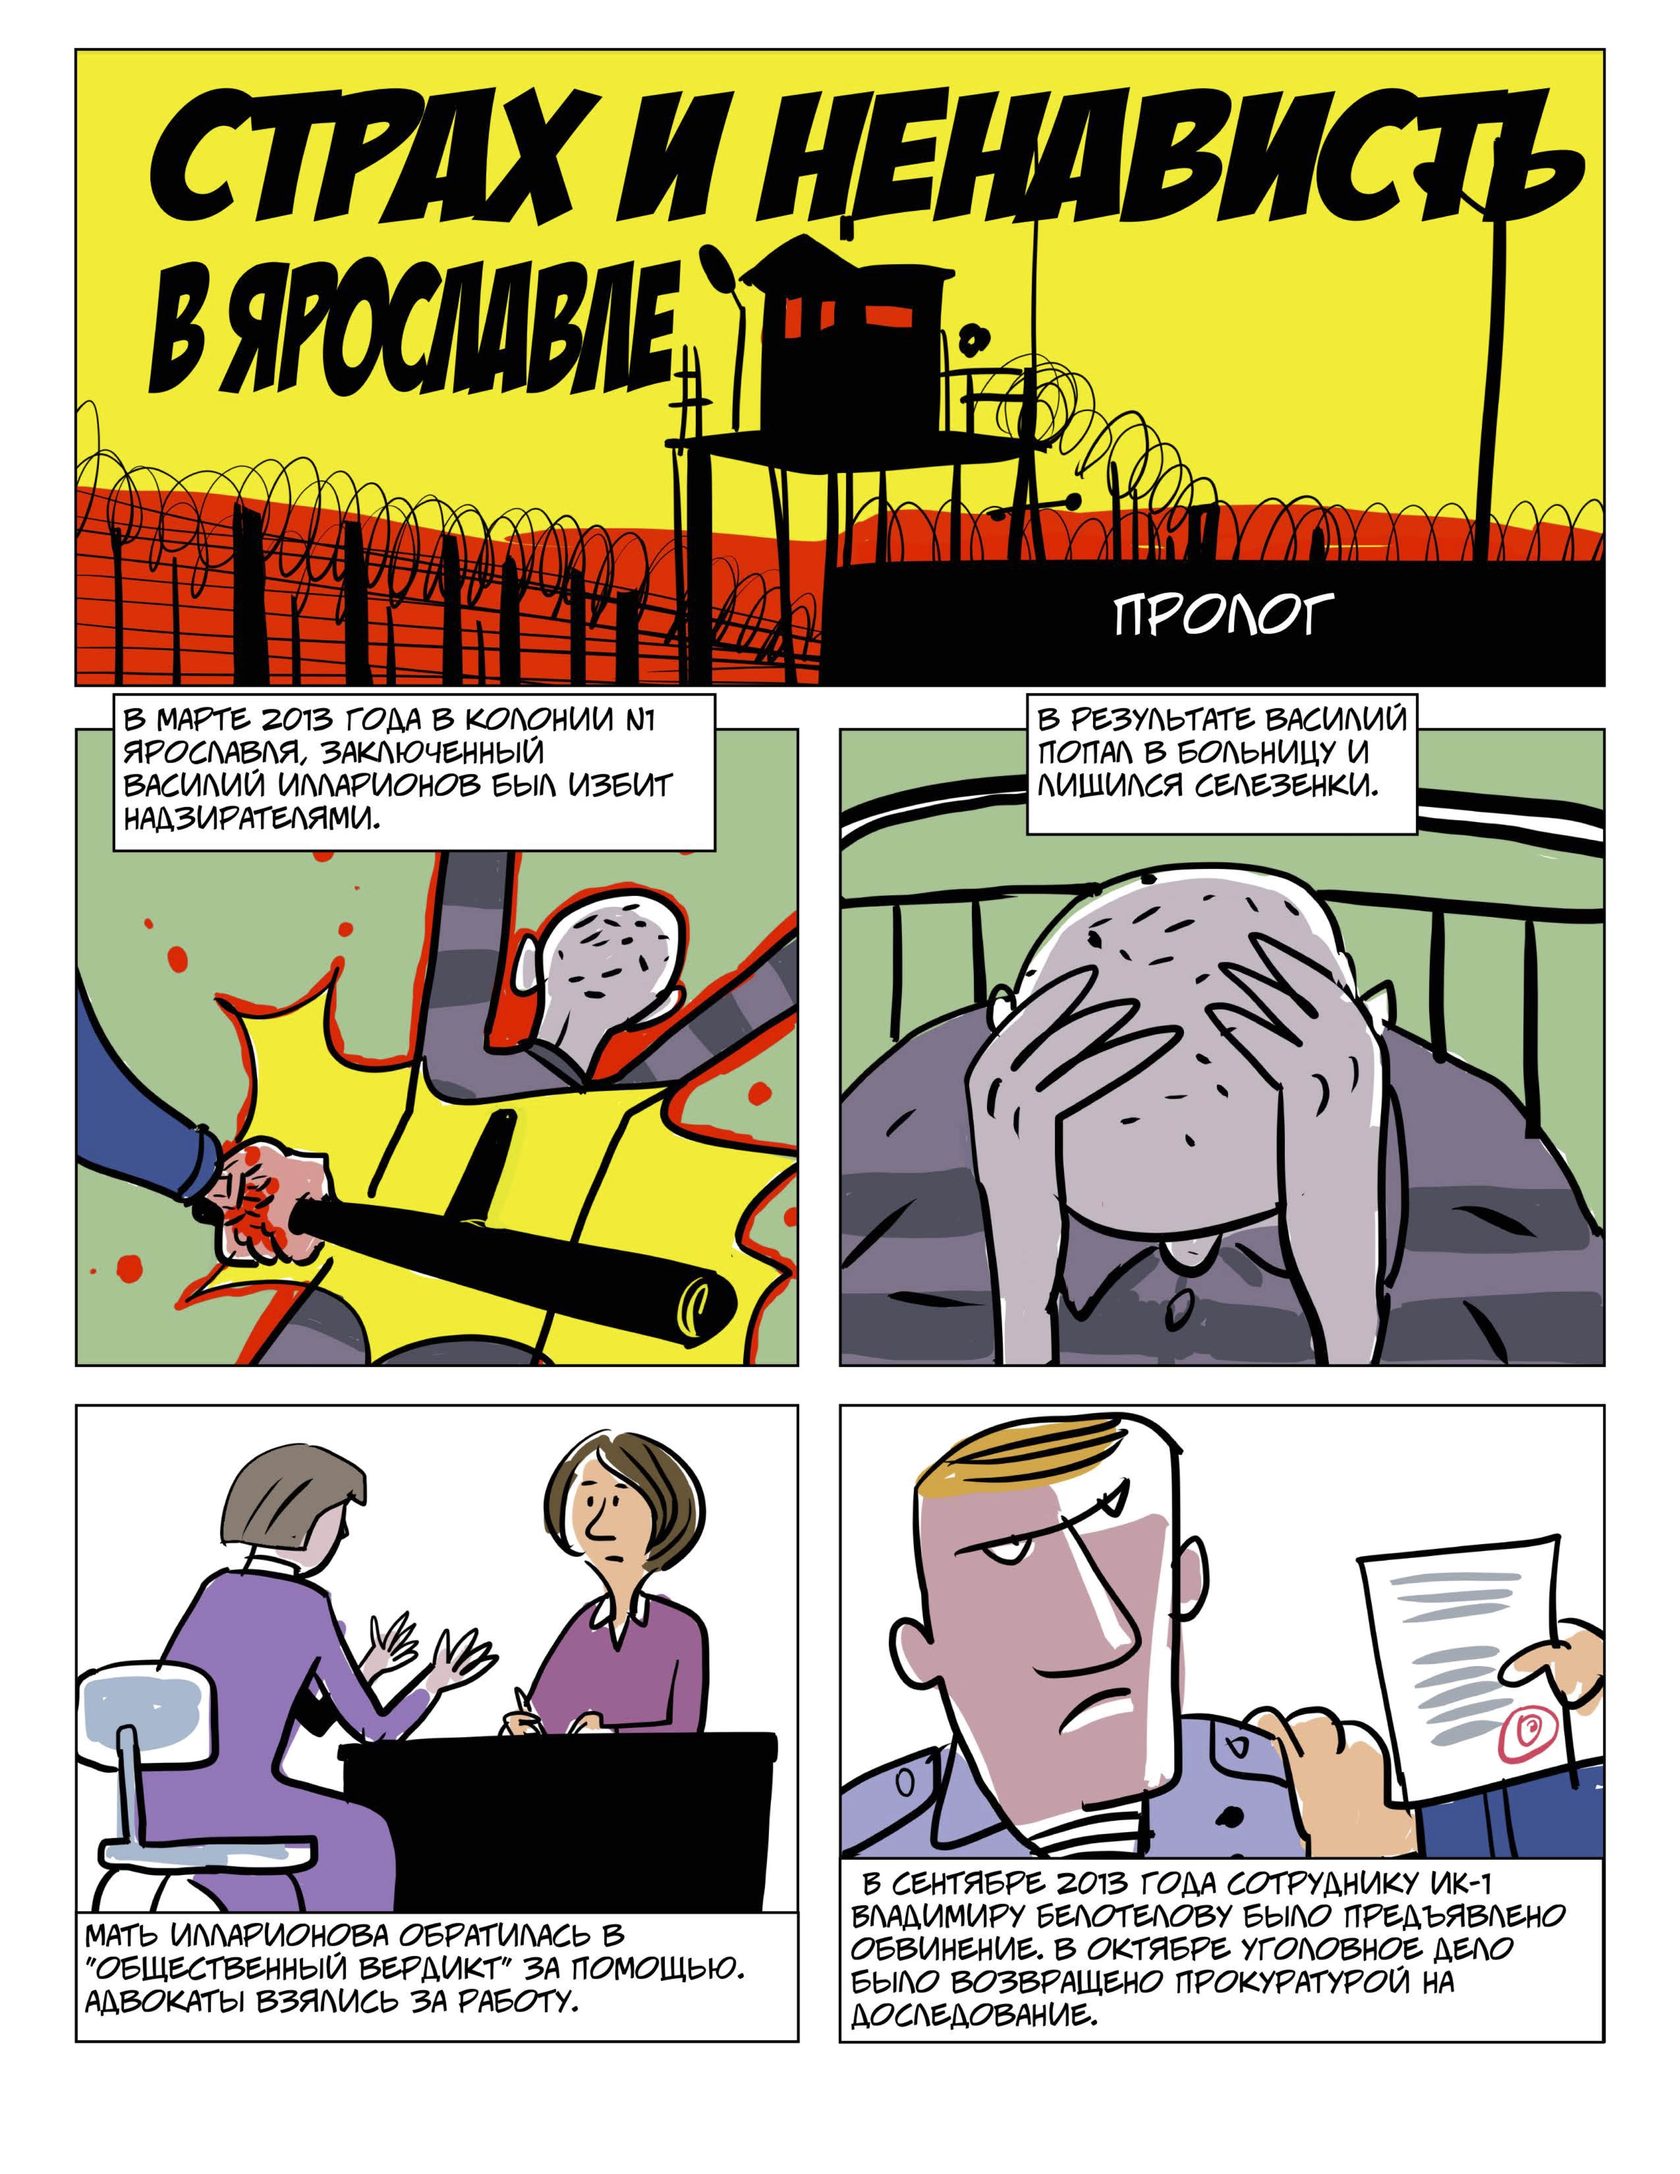 СТРАХ И НЕНАВИСТЬ
В ЯРОСЛАВЛЕ
ПРОЛОГ
В МАРТЕ 2013 ГОДА В КОЛОНИИ N1
ЯРОСЛАВЛЯ, ЗАКЛЮЧЕННЫЙ
ВАСИЛИЙ ИЛЛАРИОНОВ БЫЛ ИЗБИТ
НАДЗИРАТЕЛЯМИ.
В РЕЗУЛЬТАТЕ ВАСИЛИЙ
ПОПАЛ В БОЛЬНИЦУ И
ЛИШИЛСЯ СЕЛЕЗЕНКИ.
МАТЬ ИЛЛАРИОНОВА ОБРАТИЛАСЬ В
"ОБЩЕСТВЕННЫЙ ВЕРДИКТ" ЗА ПОМОЩЬЮ.
АДВОКАТЫ ВЗЯЛИСЬ ЗА РАБОТУ.
В СЕНТЯБРЕ 2013 ГОДА СОТРУДНИКУ ИК-1
ВЛАДИМИРУ БЕЛОТЕЛОВУ БЫЛО ПРЕДЪЯВЛЕНО
ОБВИНЕНИЕ. В ОКТЯБРЕ УГОЛОВНОЕ ДЕЛО
БЫЛО ВОЗВРАЩЕНО ПРОКУРАТУРОЙ НА
ДОСЛЕДОВАНИЕ.